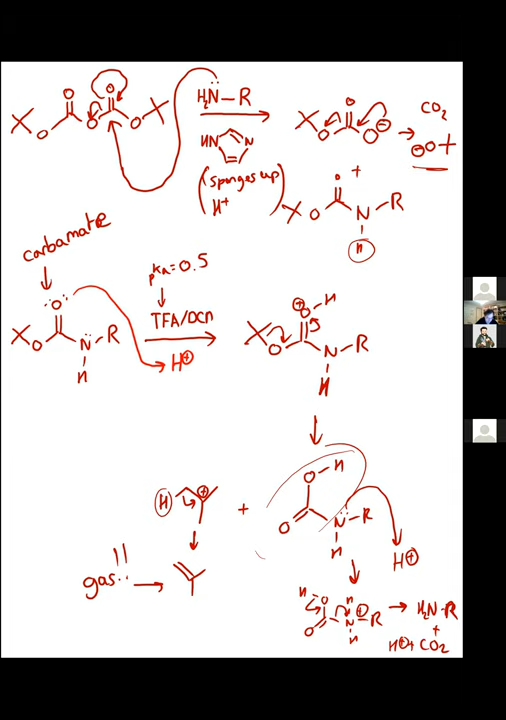 H₂N-R
HN N
(sponges up
H⁺)
CO₂
carbamate
pKa=0.5
TFA/DCM
H⊕
gas!!
H⊕
H₂N-R
+
H⊕+ CO₂